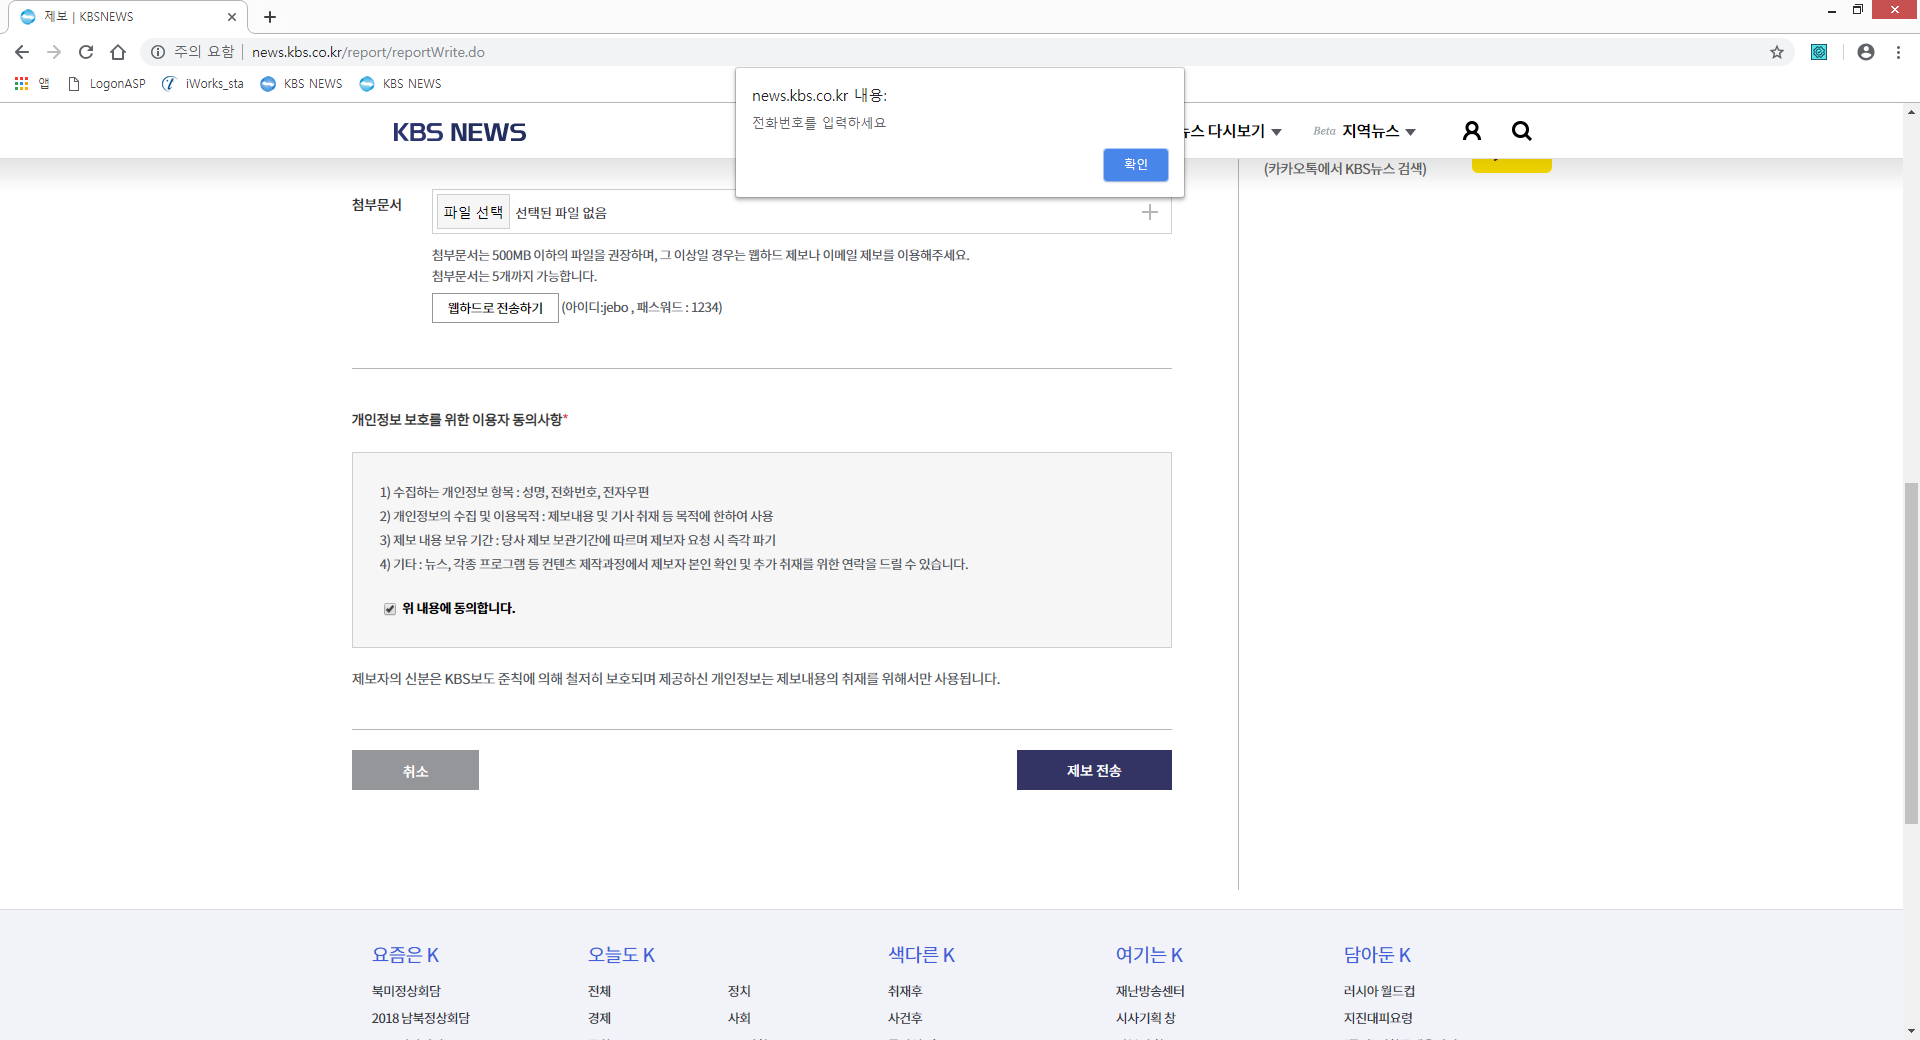 제보 | KBSNEWS
주의 요함 | news.kbs.co.kr/report/reportWrite.do
앱 LogonASP iWorks_sta KBS NEWS KBS NEWS
news.kbs.co.kr 내용:
전화번호를 입력하세요
확인
KBS NEWS
뉴스 다시보기 Beta 지역뉴스
(카카오톡에서 KBS뉴스 검색)
첨부문서 파일 선택 선택된 파일 없음
첨부문서는 500MB 이하의 파일을 권장하며, 그 이상일 경우는 웹하드 제보나 이메일 제보를 이용해주세요.
첨부문서는 5개까지 가능합니다.
웹하드로 전송하기 (아이디:jebo , 패스워드 : 1234)
개인정보 보호를 위한 이용자 동의사항*
1) 수집하는 개인정보 항목 : 성명, 전화번호, 전자우편
2) 개인정보의 수집 및 이용목적 : 제보내용 및 기사 취재 등 목적에 한하여 사용
3) 제보 내용 보유 기간 : 당사 제보 보관기간에 따르며 제보자 요청 시 즉각 파기
4) 기타 : 뉴스, 각종 프로그램 등 컨텐츠 제작과정에서 제보자 본인 확인 및 추가 취재를 위한 연락을 드릴 수 있습니다.
위 내용에 동의합니다.
제보자의 신분은 KBS보도 준칙에 의해 철저히 보호되며 제공하신 개인정보는 제보내용의 취재를 위해서만 사용됩니다.
취소 제보 전송
요즘은 K 오늘도 K 색다른 K 여기는 K 담아둔 K
북미정상회담 전체 정치 취재후 재난방송센터 러시아 월드컵
2018 남북정상회담 경제 사회 사건후 시사기획 창 지진대피요령